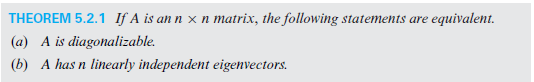 THEOREM 5.2.1 If A is an n × n matrix, the following statements are equivalent.
(a) A is diagonalizable.
(b) A has n linearly independent eigenvectors.